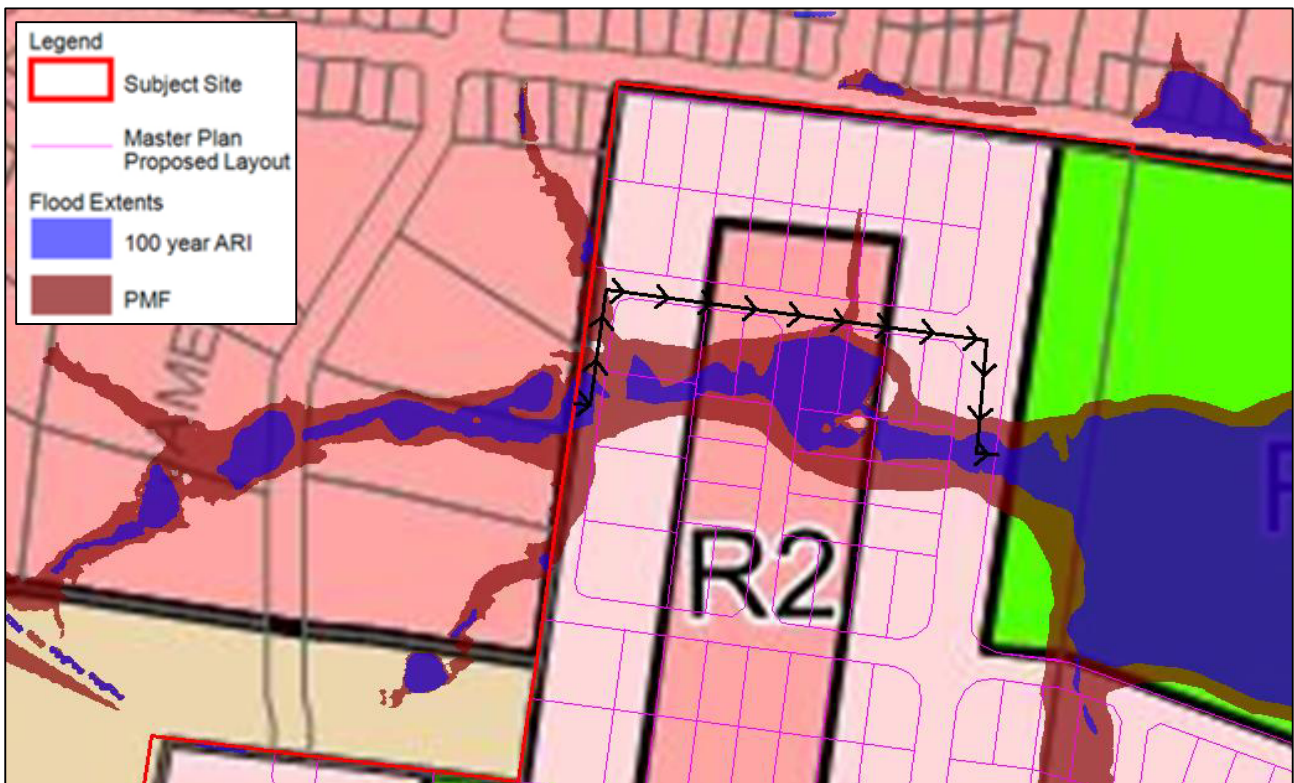 Legend
Subject Site
Master Plan
Proposed Layout
Flood Extents
100 year ARI
PMF
R2